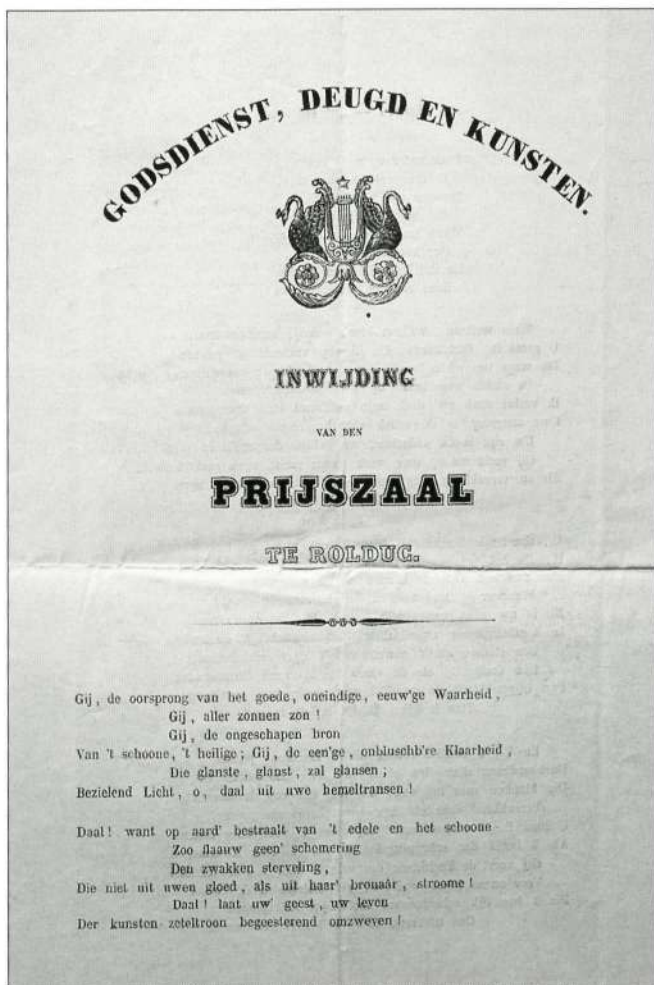 GODSDIENST, DEUGD EN KUNSTEN.
INWIJDING
VAN DEN
PRIJSZAAL
TE ROLDUC.
Gij, de oorsprong van het goede, oneindige, eeuw'ge Waarheid,
Gij, aller zonnen zon!
Gij, de ongeschapen bron
Van 't schoone, 't heilige; Gij, de een'ge, onbluschb're Klaarheid,
Die glanste, glanst, zal glansen;
Bezielend Licht, o, daal uit uwe hemeltransen!
Daal! want op aard' bestraalt van 't edele en het schoone
Zoo flaauw geen' schemering
Den zwakken sterveling,
Die niet uit uwen gloed, als uit haar' bronaâr, stroome!
Daal! laat uw' geest, uw leven
Der kunsten zeteltroon begeesterend omzweven!